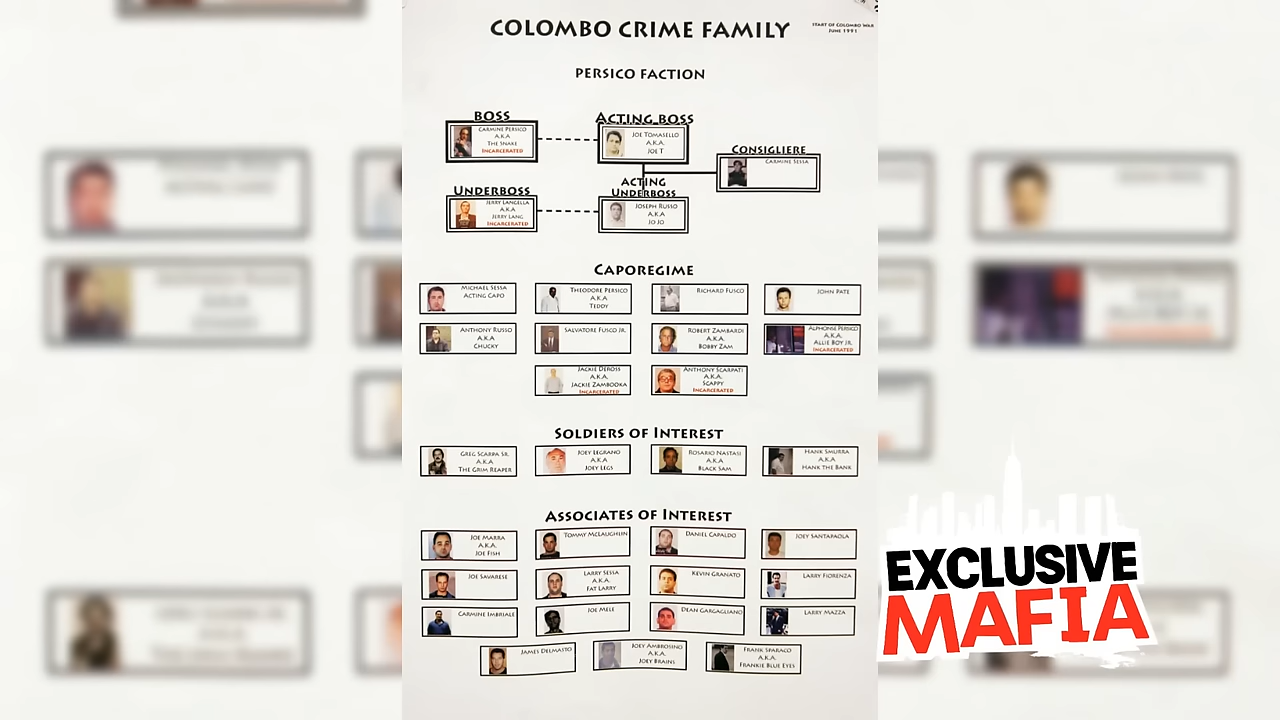 COLOMBO CRIME FAMILY
START OF COLOMBO WAR
JUNE 1991
PERSICO FACTION
BOSS
CARMINE PERSICO
A.K.A
THE SNAKE
INCARCERATED
ACTING BOSS
JOE TOMASELLO
A.K.A.
JOE T
CONSIGLIERE
CARMINE SESSA
UNDERBOSS
JERRY LANGELLA
A.K.A
JERRY LANG
INCARCERATED
ACTING
UNDERBOSS
JOSEPH RUSSO
A.K.A
JO JO
CAPOREGIME
MICHAEL SESSA
ACTING CAPO
THEODORE PERSICO
A.K.A
TEDDY
RICHARD FUSCO
JOHN PATE
ANTHONY RUSSO
A.K.A
CHUCKY
SALVATORE FUSCO JR.
ROBERT ZAMBARDI
A.K.A.
BOBBY ZAM
ALPHONSE PERSICO
A.K.A.
ALLIE BOY JR.
INCARCERATED
JACKIE DEROSS
A.K.A.
JACKIE ZAMBOOKA
INCARCERATED
ANTHONY SCARPATI
A.K.A.
SCAPPY
INCARCERATED
SOLDIERS OF INTEREST
GREG SCARPA SR.
A.K.A
THE GRIM REAPER
JOEY LEGRANO
A.K.A
JOEY LEGS
ROSARIO NASTASI
A.K.A
BLACK SAM
HANK SMURRA
A.K.A
HANK THE BANK
ASSOCIATES OF INTEREST
JOE MARRA
A.K.A.
JOE FISH
TOMMY MCLAUGHLIN
DANIEL CAPALDO
JOEY SANTAPAOLA
JOE SAVARESE
LARRY SESSA
A.K.A.
FAT LARRY
KEVIN GRANATO
LARRY FIORENZA
CARMINE IMBRIALE
JOE MELE
DEAN GARGAGLIANO
LARRY MAZZA
JAMES DELMASTO
JOEY AMBROSINO
A.K.A.
JOEY BRAINS
FRANK SPARACO
A.K.A.
FRANKIE BLUE EYES
EXCLUSIVE
MAFIA